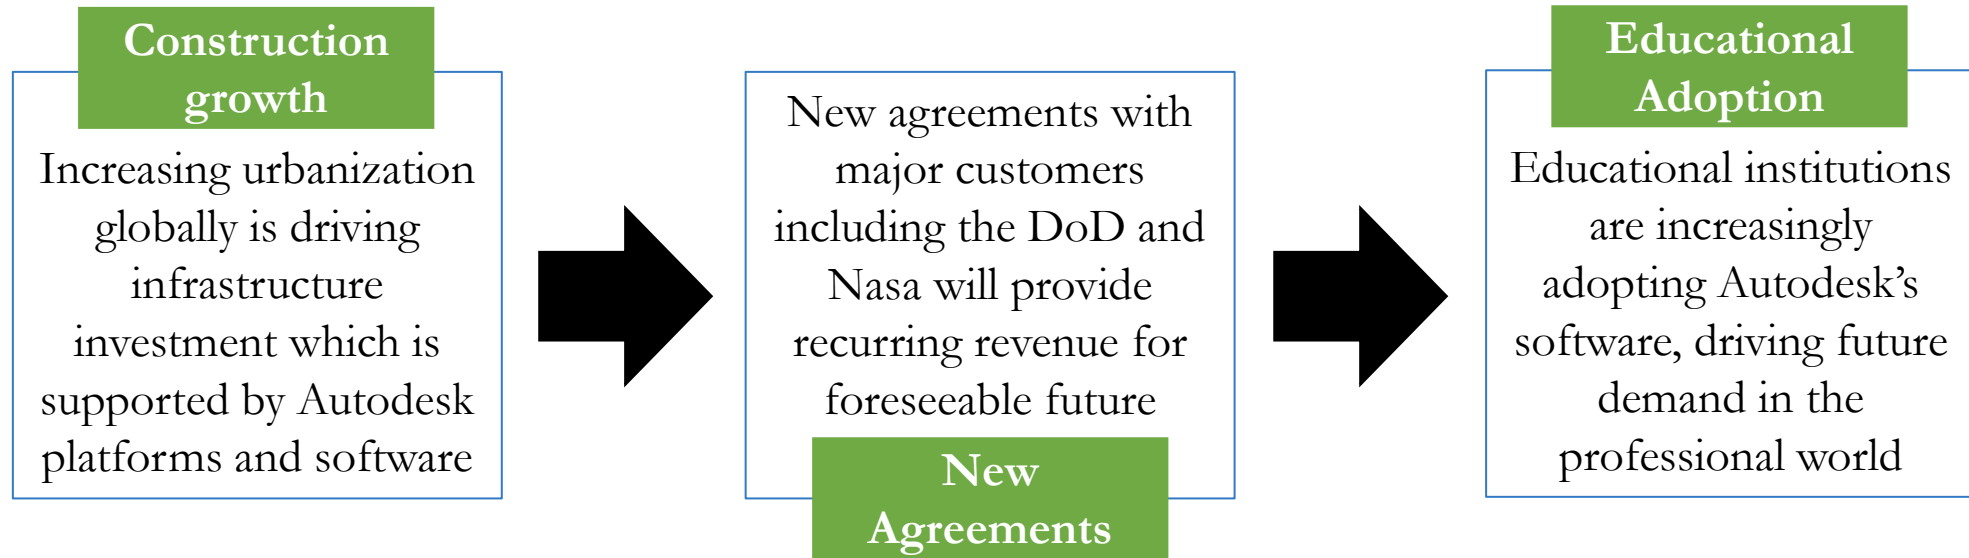 Construction
growth
Increasing urbanization
globally is driving
infrastructure
investment which is
supported by Autodesk
platforms and software
New agreements with
major customers
including the DoD and
Nasa will provide
recurring revenue for
foreseeable future
New
Agreements
Educational
Adoption
Educational institutions
are increasingly
adopting Autodesk’s
software, driving future
demand in the
professional world